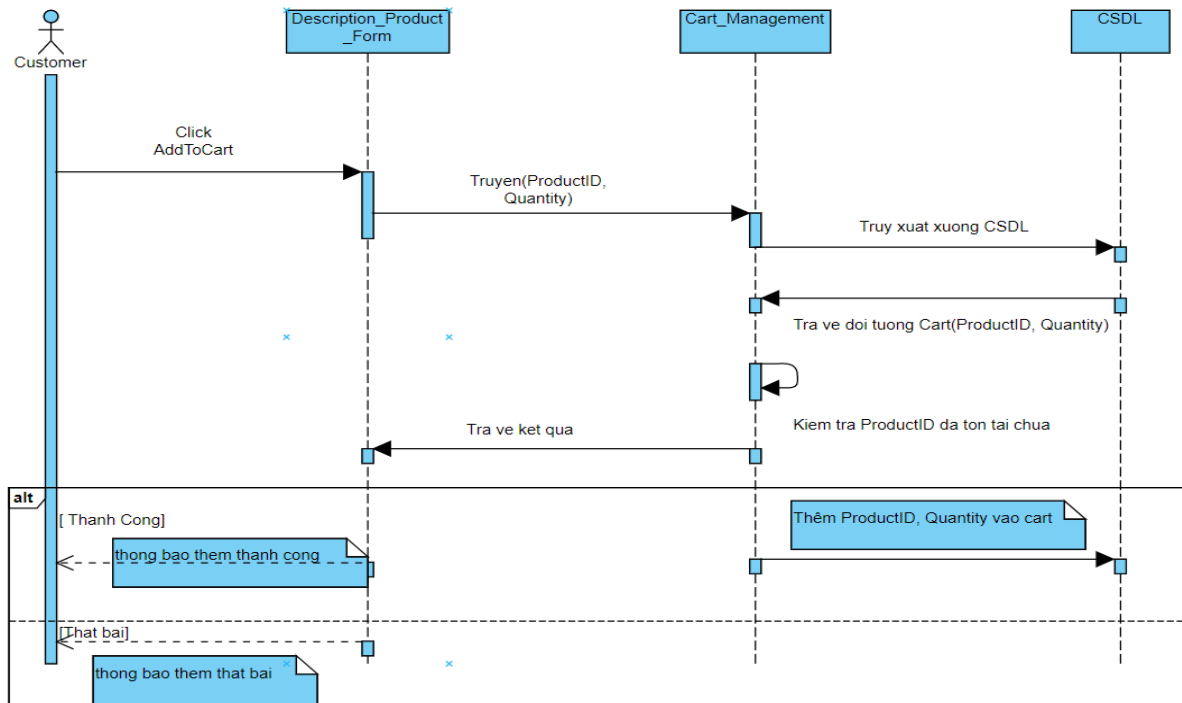 Description_Product
_Form
Cart_Management
CSDL
Customer
Click
AddToCart
Truyen(ProductID,
Quantity)
Truy xuat xuong CSDL
Tra ve doi tuong Cart(ProductID, Quantity)
Kiem tra ProductID da ton tai chua
Tra ve ket qua
alt
[ Thanh Cong]
Thêm ProductID, Quantity vao cart
thong bao them thanh cong
[That bai]
thong bao them that bai